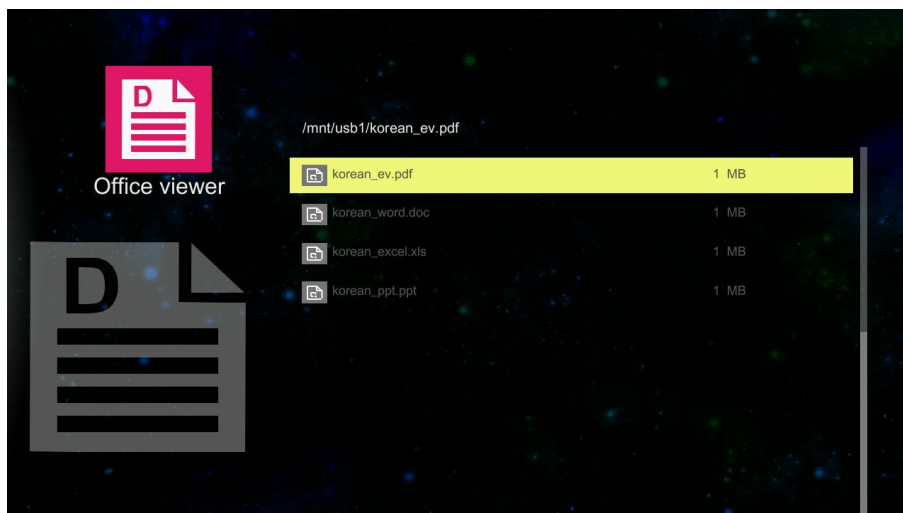 D
Office viewer
/mnt/usb1/korean_ev.pdf
korean_ev.pdf 1 MB
korean_word.doc 1 MB
korean_excel.xls 1 MB
korean_ppt.ppt 1 MB
D